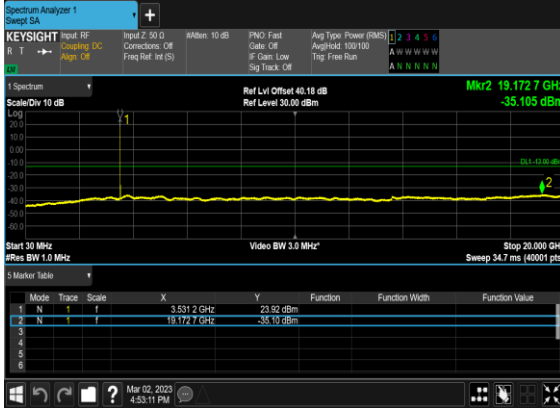 Spectrum Analyzer 1
Swept SA
+
KEYSIGHT Input: RF Input Z: 50 Ω #Atten: 10 dB PNO: Fast Avg Type: Power (RMS) 1 2 3 4 5 6
R T Coupling: DC Corrections: Off Gate: Off Avg|Hold: 100/100 A W W W W W
Align: Off Freq Ref: Int (S) IF Gain: Low Trig: Free Run
Sig Track: Off A N N N N N
1 Spectrum Ref Lvl Offset 40.18 dB Mkr2 19.172 7 GHz
Scale/Div 10 dB Ref Level 30.00 dBm -35.105 dBm
Log
20.0
1
10.0
0.00
-10.0
DL1 -13.00 dBm
-20.0
-30.0
2
-40.0
-50.0
-60.0
Start 30 MHz Video BW 3.0 MHz* Stop 20.000 GHz
#Res BW 1.0 MHz Sweep 34.7 ms (40001 pts)
5 Marker Table
Mode Trace Scale X Y Function Function Width Function Value
1 N 1 f 3.531 2 GHz 23.92 dBm
2 N 1 f 19.172 7 GHz -35.10 dBm
3
4
5
6
? Mar 02, 2023
4:53:11 PM